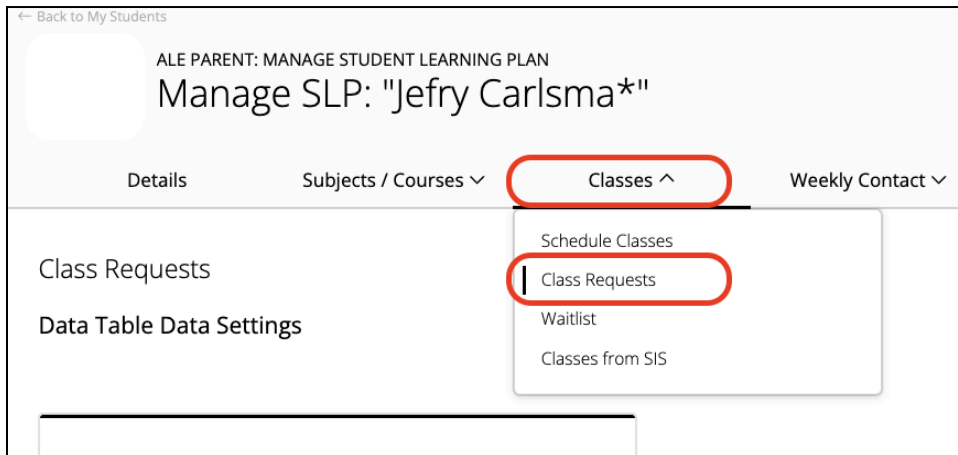 ← Back to My Students
ALE PARENT: MANAGE STUDENT LEARNING PLAN
Manage SLP: "Jefry Carlsma*"
Details Subjects / Courses Classes Weekly Contact
Schedule Classes
Class Requests
Class Requests
Waitlist
Data Table Data Settings
Classes from SIS